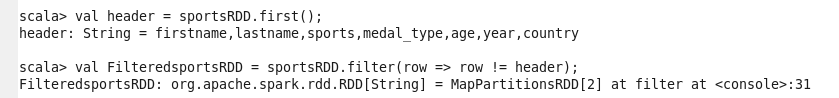 scala> val header = sportsRDD.first();
header: String = firstname,lastname,sports,medal_type,age,year,country
scala> val FilteredsportsRDD = sportsRDD.filter(row => row != header);
FilteredsportsRDD: org.apache.spark.rdd.RDD[String] = MapPartitionsRDD[2] at filter at <console>:31